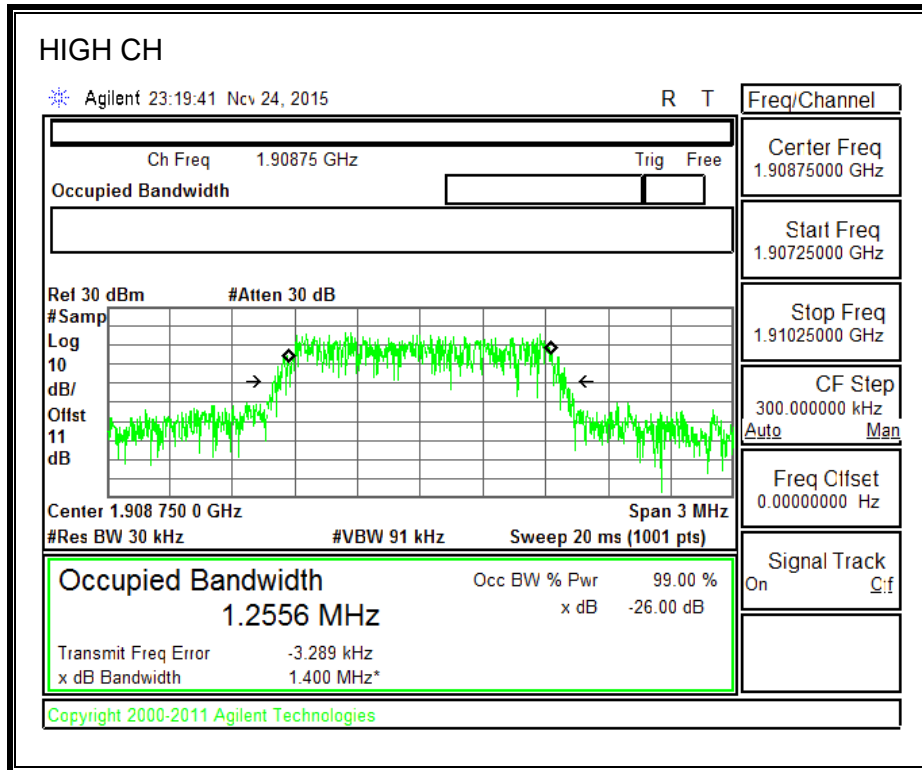 HIGH CH
Agilent 23:19:41 Nov 24, 2015 R T
Freq/Channel
Ch Freq 1.90875 GHz Trig Free
Occupied Bandwidth
Center Freq
1.90875000 GHz
Start Freq
1.90725000 GHz
Stop Freq
1.91025000 GHz
CF Step
300.000000 kHz
Auto Man
Freq Offset
0.00000000 Hz
Signal Track
On Off
Ref 30 dBm #Atten 30 dB
#Samp
Log
10
dB/
Offst
11
dB
Center 1.908 750 0 GHz Span 3 MHz
#Res BW 30 kHz #VBW 91 kHz Sweep 20 ms (1001 pts)
Occupied Bandwidth Occ BW % Pwr 99.00 %
1.2556 MHz x dB -26.00 dB
Transmit Freq Error -3.289 kHz
x dB Bandwidth 1.400 MHz*
Copyright 2000-2011 Agilent Technologies